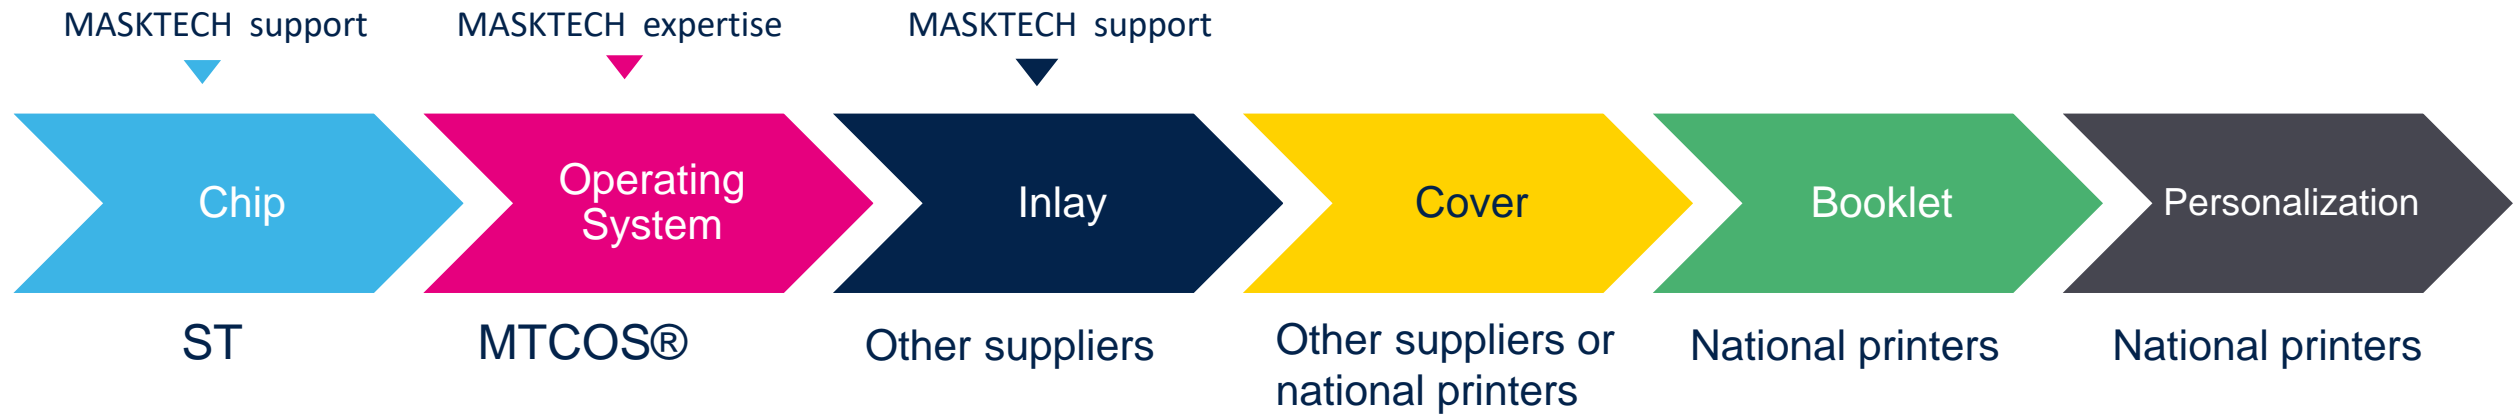 MASKTECH support
MASKTECH expertise
MASKTECH support
Chip
Operating
System
Inlay
Cover
Booklet
Personalization
ST
MTCOS®
Other suppliers
Other suppliers or
national printers
National printers
National printers